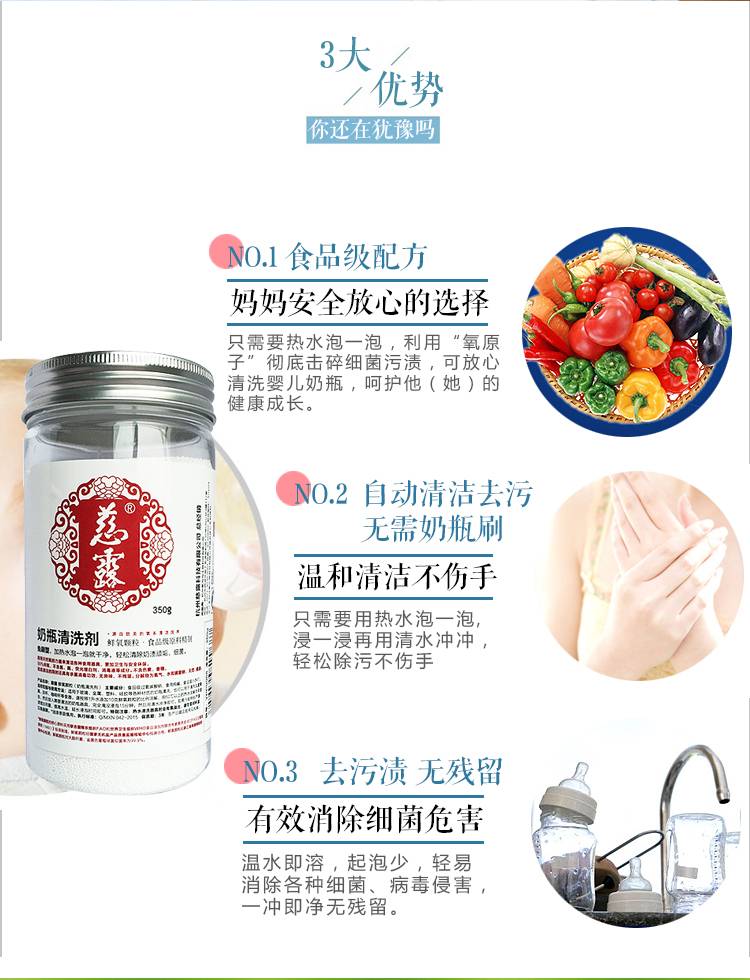 3大
优势
你还在犹豫吗
NO.1 食品级配方
妈妈安全放心的选择
只需要热水泡一泡，利用“氧原
子”彻底击碎细菌污渍，可放心
清洗婴儿奶瓶，呵护他（她）的
健康成长。
慈露®
350g
奶瓶清洗剂
鲜氧颗粒·食品级原料精制
NO.2 自动清洁去污
无需奶瓶刷
温和清洁不伤手
只需要用热水泡一泡,
浸一浸再用清水冲冲，
轻松除污不伤手
NO.3 去污渍 无残留
有效消除细菌危害
温水即溶，起泡少，轻易
消除各种细菌、病毒侵害，
一冲即净无残留。